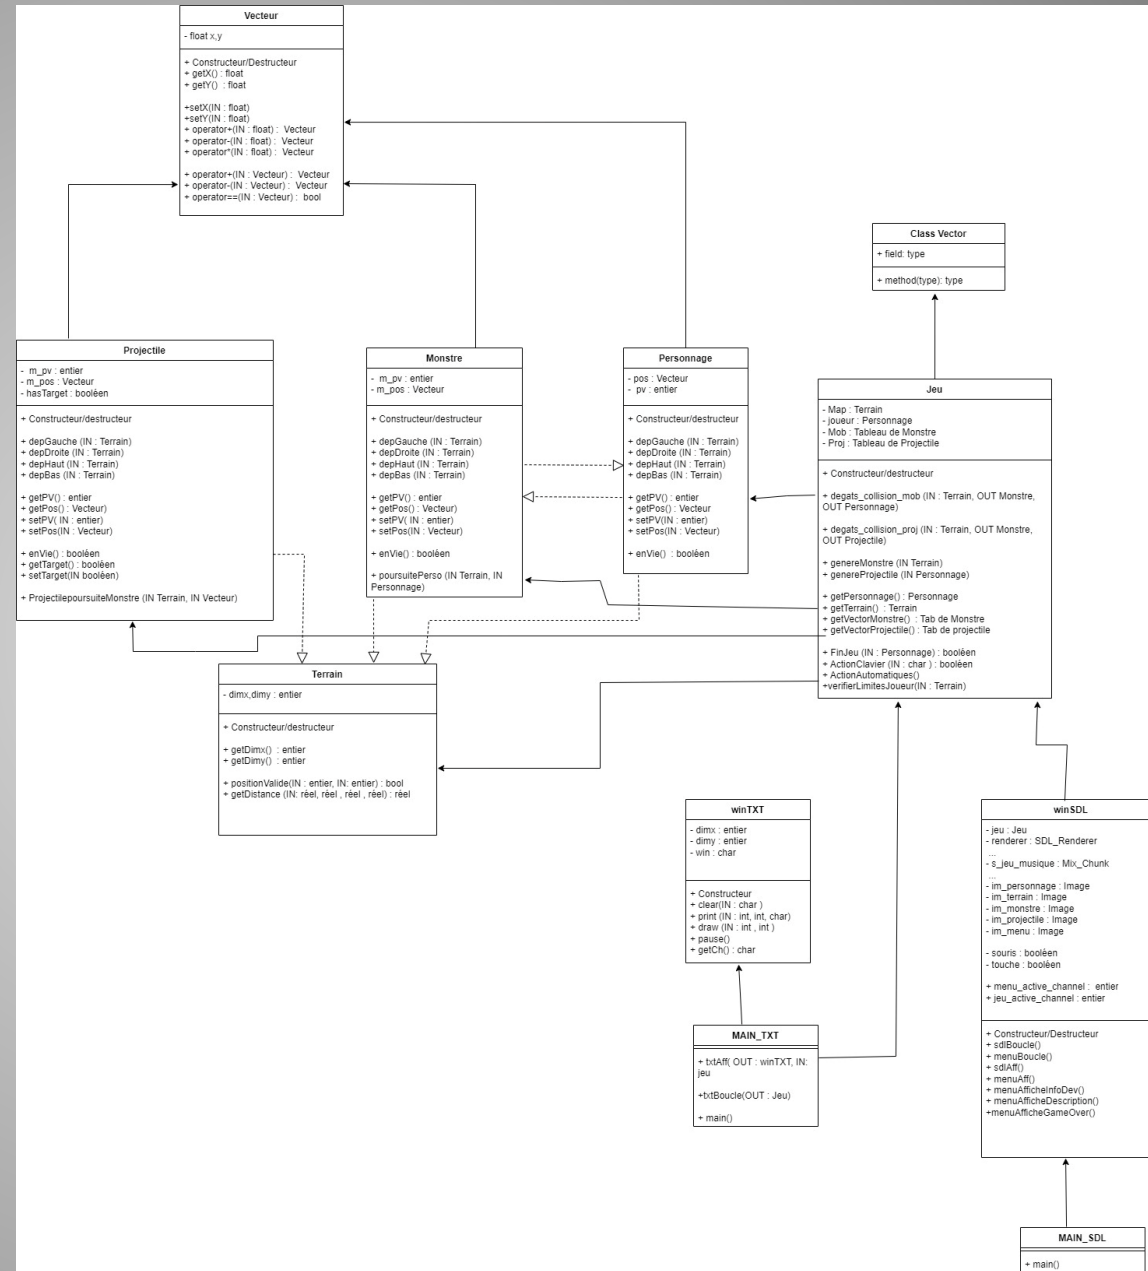 Vecteur
- float x,y
+ Constructeur/Destructeur
+ getX() : float
+ getY() : float
+setX(IN : float)
+setY(IN : float)
+ operator+(IN : float) : Vecteur
+ operator-(IN : float) : Vecteur
+ operator*(IN : float) : Vecteur
+ operator+(IN : Vecteur) : Vecteur
+ operator-(IN : Vecteur) : Vecteur
+ operator==(IN : Vecteur) : bool
Class Vector
+ field: type
+ method(type): type
Projectile
- m_pv : entier
- m_pos : Vecteur
- hasTarget : booléen
+ Constructeur/destructeur
+ depGauche (IN : Terrain)
+ depDroite (IN : Terrain)
+ depHaut (IN : Terrain)
+ depBas (IN : Terrain)
+ getPV() : entier
+ getPos() : Vecteur)
+ setPV( IN : entier)
+ setPos(IN : Vecteur)
+ enVie() : booléen
+ getTarget() : booléen
+ setTarget(IN booléen)
+ ProjectilepoursuiteMonstre (IN Terrain, IN Vecteur)
Monstre
- m_pv : entier
- m_pos : Vecteur
+ Constructeur/destructeur
+ depGauche (IN : Terrain)
+ depDroite (IN : Terrain)
+ depHaut (IN : Terrain)
+ depBas (IN : Terrain)
+ getPV() : entier
+ getPos() : Vecteur)
+ setPV( IN : entier)
+ setPos(IN : Vecteur)
+ enVie() : booléen
+ poursuitePerso (IN Terrain, IN
Personnage)
Personnage
- pos : Vecteur
- pv : entier
+ Constructeur/destructeur
+ depGauche (IN : Terrain)
+ depDroite (IN : Terrain)
+ depHaut (IN : Terrain)
+ depBas (IN : Terrain)
+ getPV() : entier
+ getPos() : Vecteur
+ setPV(IN : entier)
+ setPos(IN : Vecteur)
+ enVie() : booléen
Jeu
- Map : Terrain
- joueur : Personnage
- Mob : Tableau de Monstre
- Proj : Tableau de Projectile
+ Constructeur/destructeur
+ degats_collision_mob (IN : Terrain, OUT Monstre,
OUT Personnage)
+ degats_collision_proj (IN : Terrain, OUT Monstre,
OUT Projectile)
+ genereMonstre (IN Terrain)
+ genereProjectile (IN Personnage)
+ getPersonnage() : Personnage
+ getTerrain() : Terrain
+ getVectorMonstre() : Tab de Monstre
+ getVectorProjectile() : Tab de projectile
+ FinJeu (IN : Personnage) : booléen
+ ActionClavier (IN : char ) : booléen
+ ActionAutomatiques()
+verifierLimitesJoueur(IN : Terrain)
Terrain
- dimx,dimy : entier
+ Constructeur/destructeur
+ getDimx() : entier
+ getDimy() : entier
+ positionValide(IN : entier, IN: entier) : bool
+ getDistance (IN: réel, réel , réel , réel) : réel
winTXT
- dimx : entier
- dimy : entier
- win : char
+ Constructeur
+ clear(IN : char )
+ print (IN : int, int, char)
+ draw (IN : int , int )
+ pause()
+ getCh() : char
winSDL
- jeu : Jeu
- renderer : SDL_Renderer
...
- s_jeu_musique : Mix_Chunk
...
- im_personnage : Image
- im_terrain : Image
- im_monstre : Image
- im_projectile : Image
- im_menu : Image
- souris : booléen
- touche : booléen
+ menu_active_channel : entier
+ jeu_active_channel : entier
+ Constructeur/Destructeur
+ sdlBoucle()
+ menuBoucle()
+ sdlAff()
+ menuAff()
+ menuAfficheInfoDev()
+ menuAfficheDescription()
+menuAfficheGameOver()
MAIN_TXT
+ txtAff( OUT : winTXT, IN:
jeu
+txtBoucle(OUT : Jeu)
+ main()
MAIN_SDL
+ main()